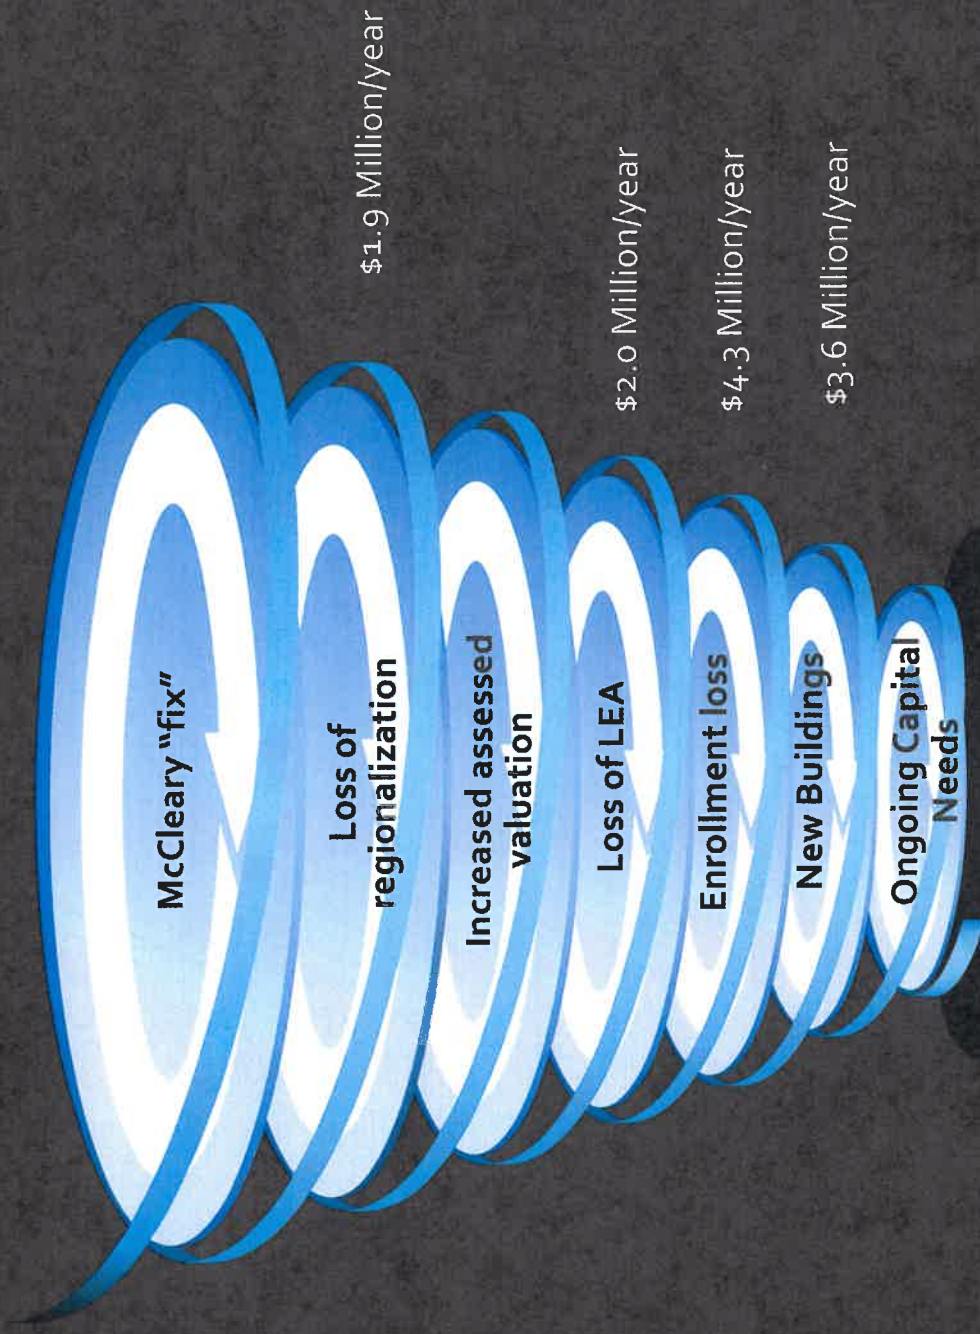 McCleary “fix”
Loss of
regionalization
$1.9 Million/year
Increased assessed
valuation
Loss of LEA
$2.0 Million/year
Enrollment loss
$4.3 Million/year
New Buildings
$3.6 Million/year
Ongoing Capital
Needs